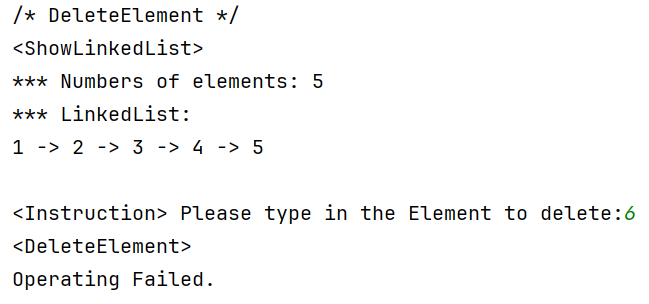 /* DeleteElement */
<ShowLinkedList>
*** Numbers of elements: 5
*** LinkedList:
1 -> 2 -> 3 -> 4 -> 5
<Instruction> Please type in the Element to delete:6
<DeleteElement>
Operating Failed.